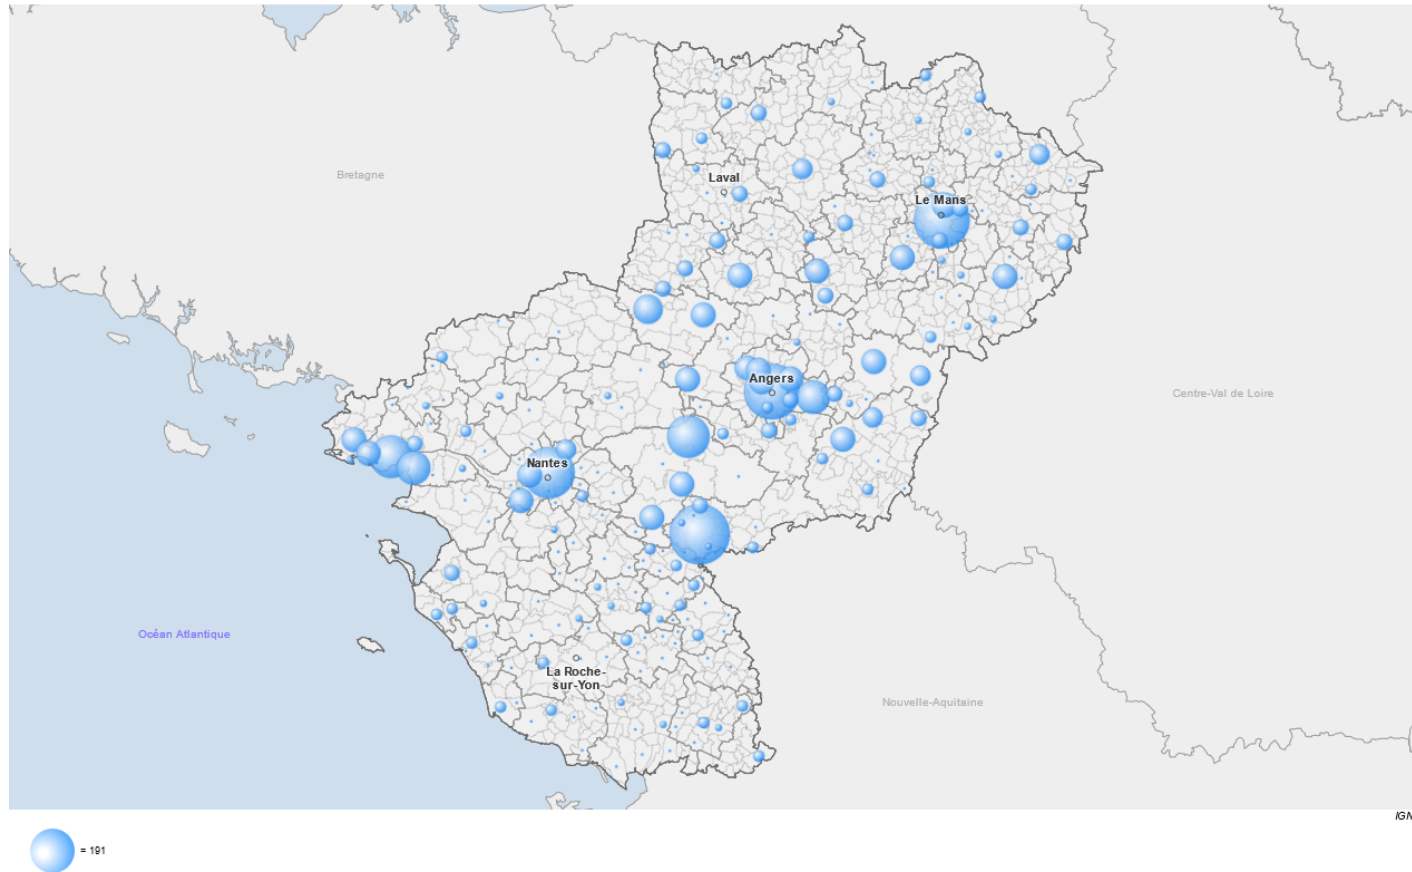 Bretagne
Laval
Le Mans
Angers
Centre-Val de Loire
Nantes
Océan Atlantique
La Roche-
sur-Yon
Nouvelle-Aquitaine
IGN
= 191